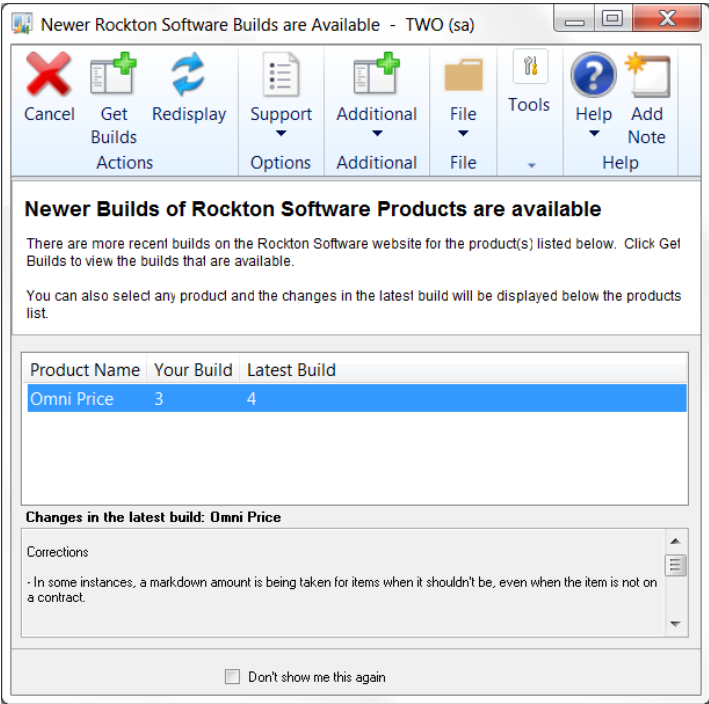 Newer Rockton Software Builds are Available - TWO (sa)
Cancel
Get
Builds
Redisplay
Actions
Support
Options
Additional
Additional
File
File
Tools
Help
Add
Note
Help
Newer Builds of Rockton Software Products are available
There are more recent builds on the Rockton Software website for the product(s) listed below. Click Get
Builds to view the builds that are available.
You can also select any product and the changes in the latest build will be displayed below the products
list.
Product Name Your Build Latest Build
Omni Price 3 4
Changes in the latest build: Omni Price
Corrections
- In some instances, a markdown amount is being taken for items when it shouldn't be, even when the item is not on
a contract.
Don't show me this again